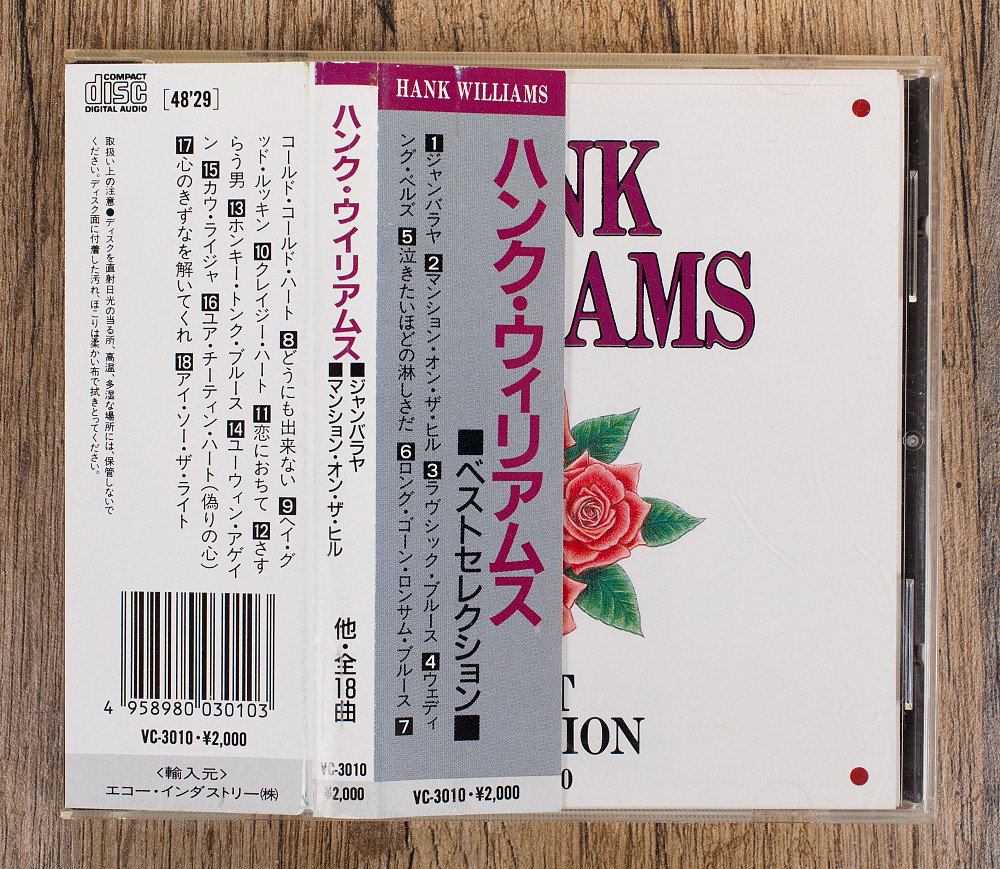 COMPACT
disc
DIGITAL AUDIO
[48'29]
コールド・コールド・ハート 8どうにも出来ない 9ヘイ・グ
ッド・ルッキン 10クレイジー・ハート 11恋におちて 12さす
らう男 13ホンキー・トンク・ブルース 14ユーウィン・アゲイ
ン 15カウ・ライジャ 16ユア・チーティン・ハート(偽りの心)
17心のきずなを解いてくれ 18アイ・ソー・ザ・ライト
取扱い上の注意●ディスクを直射日光の当る所、高温、多湿な場所には、保管しないで
ください。ディスク面に付着した汚れ、ほこりは柔かい布で拭きとってください。
4 958980 030103
VC-3010・¥2,000
〈輸入元〉
エコー・インダストリー㈱
ハンク・ウイリアムス
■ジャンバラヤ
■マンション・オン・ザ・ヒル
他・全18曲
VC-3010
¥2,000
HANK WILLIAMS
ハンク・ウィリアムス
■ベストセレクション■
1ジャンバラヤ 2マンション・オン・ザ・ヒル 3ラヴシック・ブルース 4ウェディ
ング・ベルズ 5泣きたいほどの淋しさだ 6ロング・ゴーン・ロンサム・ブルース 7
VC-3010・¥2,000
NK
AMS
T
ION
0